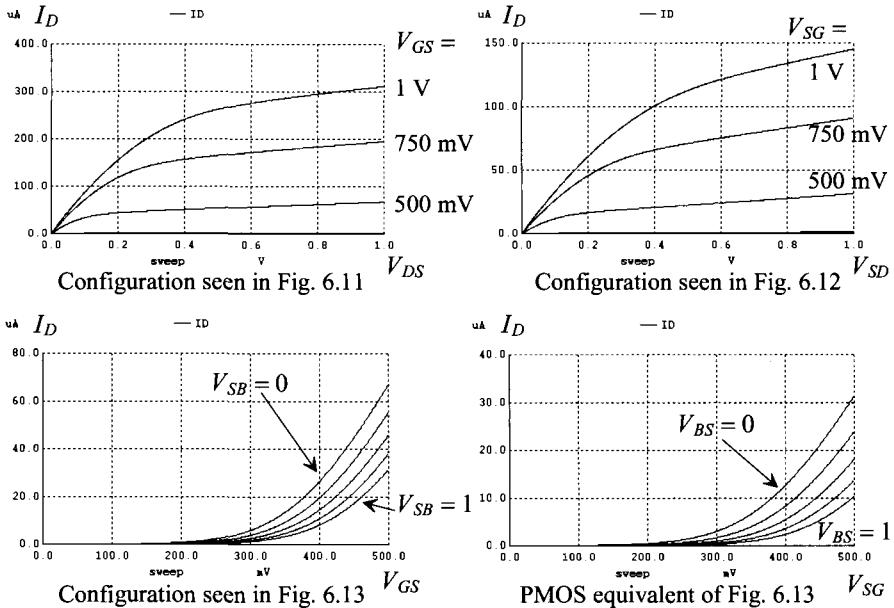 uA I_D — ID
400.0
300.0
200.0
100.0
0.0
0.0 0.2 0.4 0.6 0.8 1.0
sweep V
V_GS =
1 V
750 mV
500 mV
V_DS
Configuration seen in Fig. 6.11
uA I_D — ID
150.0
100.0
50.0
0.0
0.0 0.2 0.4 0.6 0.8 1.0
sweep V
V_SG =
1 V
750 mV
500 mV
V_SD
Configuration seen in Fig. 6.12
uA I_D — ID
80.0
60.0
40.0
20.0
0.0
0.0 100.0 200.0 300.0 400.0 500.0
sweep mV
V_SB = 0
V_SB = 1
V_GS
Configuration seen in Fig. 6.13
uA I_D — ID
40.0
30.0
20.0
10.0
0.0
0.0 100.0 200.0 300.0 400.0 500.0
sweep mV
V_BS = 0
V_BS = 1
V_SG
PMOS equivalent of Fig. 6.13